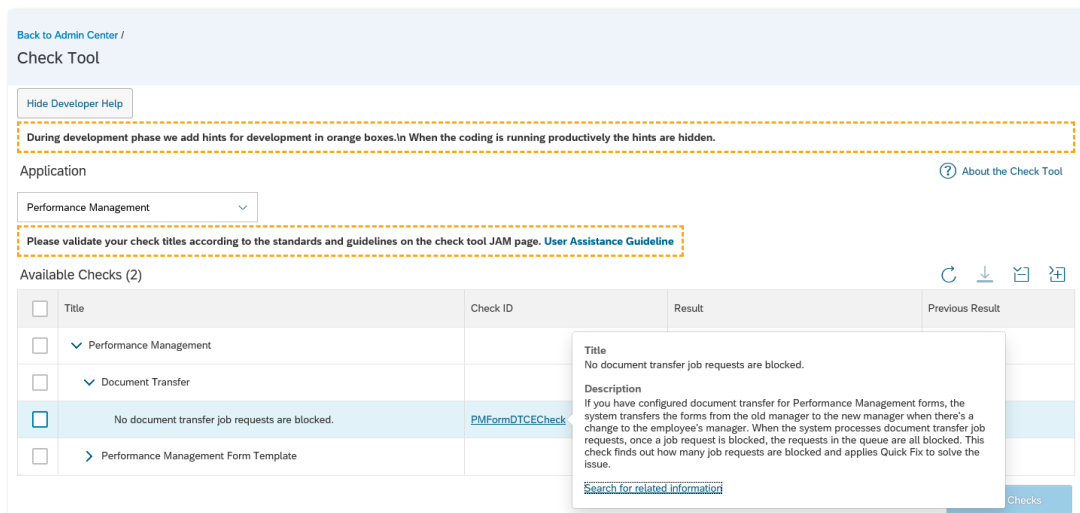 Back to Admin Center /
Check Tool
Hide Developer Help
During development phase we add hints for development in orange boxes.\n When the coding is running productively the hints are hidden.
Application
? About the Check Tool
Performance Management
Please validate your check titles according to the standards and guidelines on the check tool JAM page. User Assistance Guideline
Available Checks (2)
Title Check ID Result Previous Result
Performance Management
Document Transfer
No document transfer job requests are blocked. PMFormDTCECheck
Performance Management Form Template
Title
No document transfer job requests are blocked.
Description
If you have configured document transfer for Performance Management forms, the
system transfers the forms from the old manager to the new manager when there's a
change to the employee's manager. When the system processes document transfer job
requests, once a job request is blocked, the requests in the queue are all blocked. This
check finds out how many job requests are blocked and applies Quick Fix to solve the
issue.
Search for related information
Checks